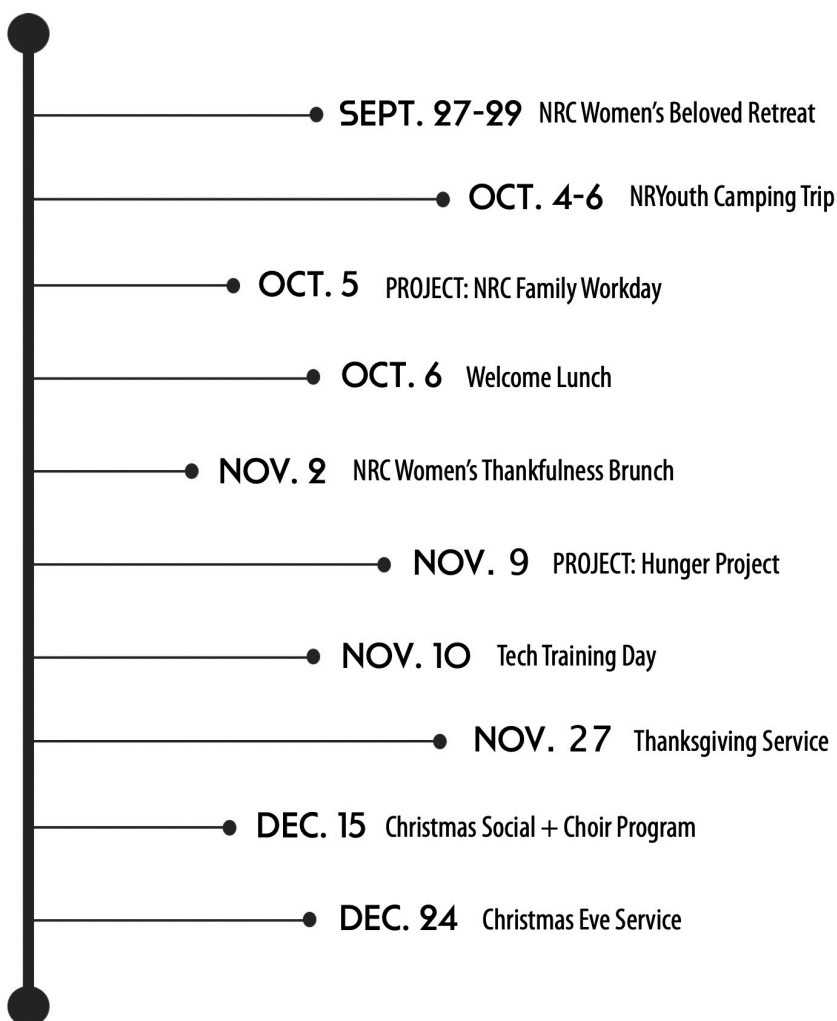 SEPT. 27-29 NRC Women's Beloved Retreat
OCT. 4-6 NRYouth Camping Trip
OCT. 5 PROJECT: NRC Family Workday
OCT. 6 Welcome Lunch
NOV. 2 NRC Women's Thankfulness Brunch
NOV. 9 PROJECT: Hunger Project
NOV. 10 Tech Training Day
NOV. 27 Thanksgiving Service
DEC. 15 Christmas Social + Choir Program
DEC. 24 Christmas Eve Service